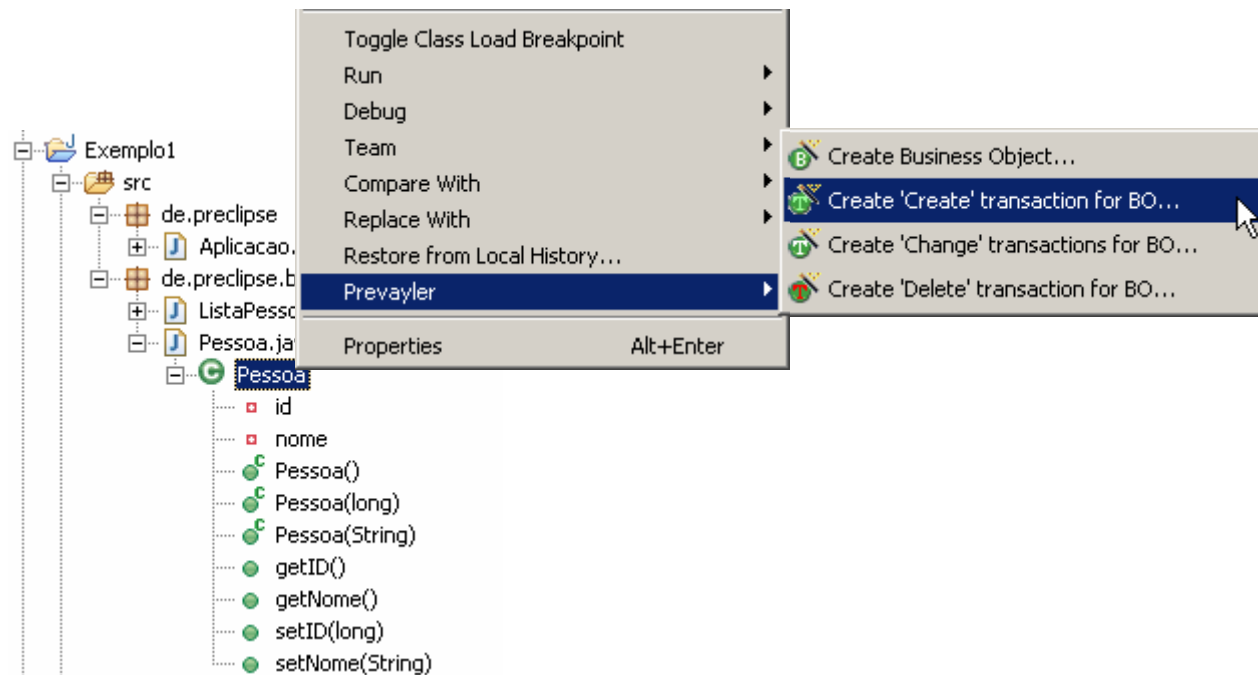 Toggle Class Load Breakpoint
Run
Debug
Team
Compare With
Replace With
Restore from Local History...
Prevayler
Properties Alt+Enter
Create Business Object...
Create 'Create' transaction for BO...
Create 'Change' transactions for BO...
Create 'Delete' transaction for BO...
Exemplo1
src
de.preclipse
Aplicacao.
de.preclipse.b
ListaPesso
Pessoa.ja
Pessoa
id
nome
Pessoa()
Pessoa(long)
Pessoa(String)
getID()
getNome()
setID(long)
setNome(String)